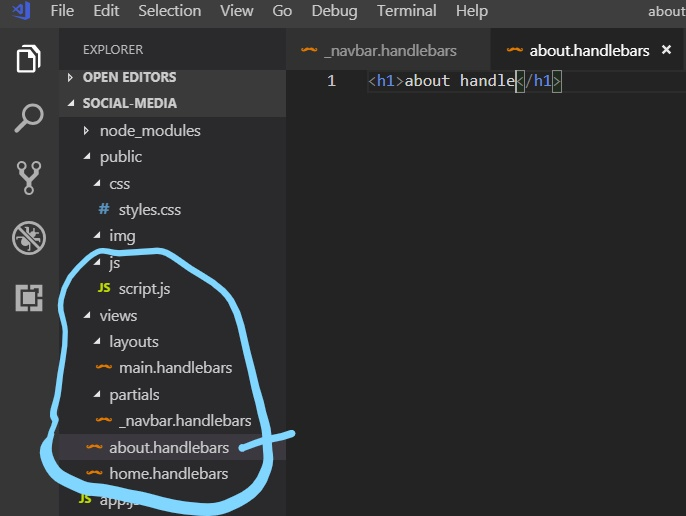 File Edit Selection View Go Debug Terminal Help about
EXPLORER
_navbar.handlebars
about.handlebars ×
OPEN EDITORS
SOCIAL-MEDIA
node_modules
public
css
# styles.css
img
js
JS script.js
views
layouts
main.handlebars
partials
_navbar.handlebars
about.handlebars
home.handlebars
JS app.js
1 <h1>about handle</h1>